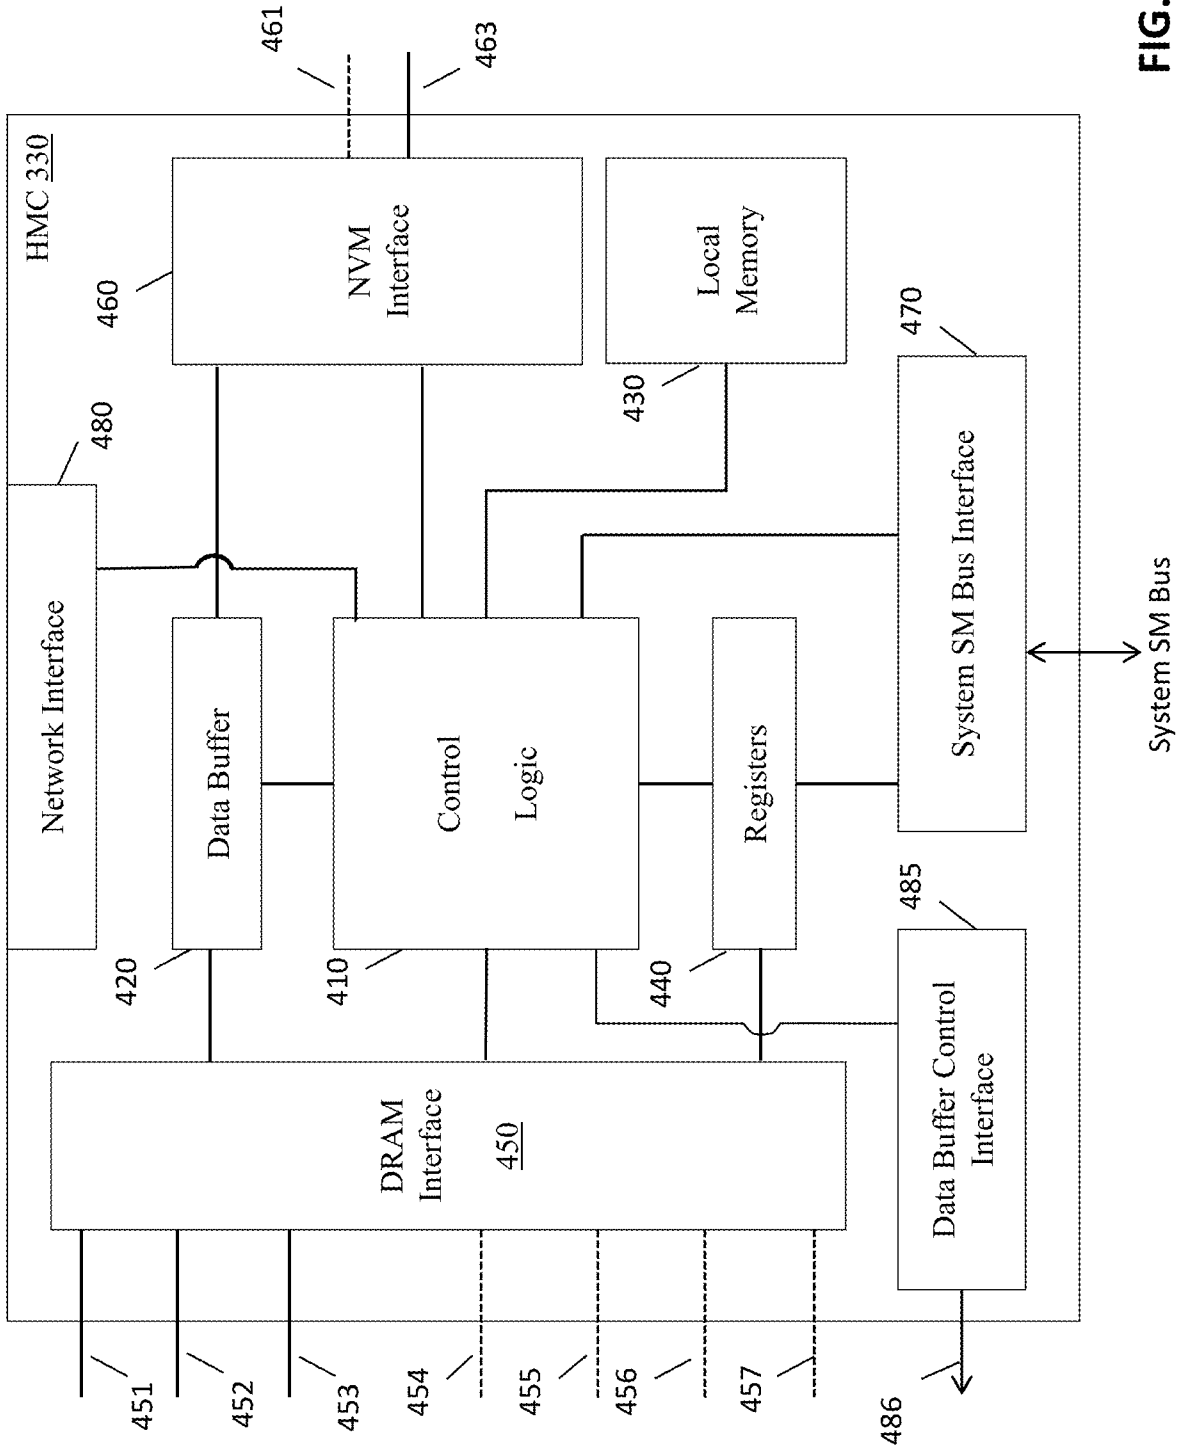 HMC 330
Network Interface
480
460
NVM
Interface
461
463
Data Buffer
420
Control
Logic
410
Local
Memory
430
Registers
440
DRAM
Interface
450
451
452
453
454
455
456
457
System SM Bus Interface
470
Data Buffer Control
Interface
485
486
System SM Bus
FIG.